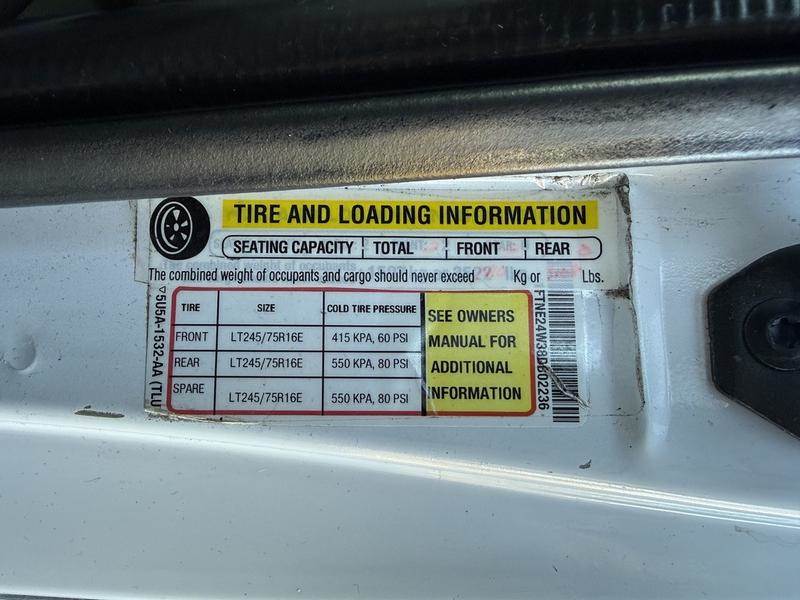 TIRE AND LOADING INFORMATION
SEATING CAPACITY TOTAL FRONT REAR
The combined weight of occupants and cargo should never exceed Kg or Lbs.
TIRE SIZE COLD TIRE PRESSURE
FRONT LT245/75R16E 415 KPA, 60 PSI
REAR LT245/75R16E 550 KPA, 80 PSI
SPARE LT245/75R16E 550 KPA, 80 PSI
SEE OWNERS
MANUAL FOR
ADDITIONAL
INFORMATION
5U5A-1532-AA (TLU
FTNE24W38D602236